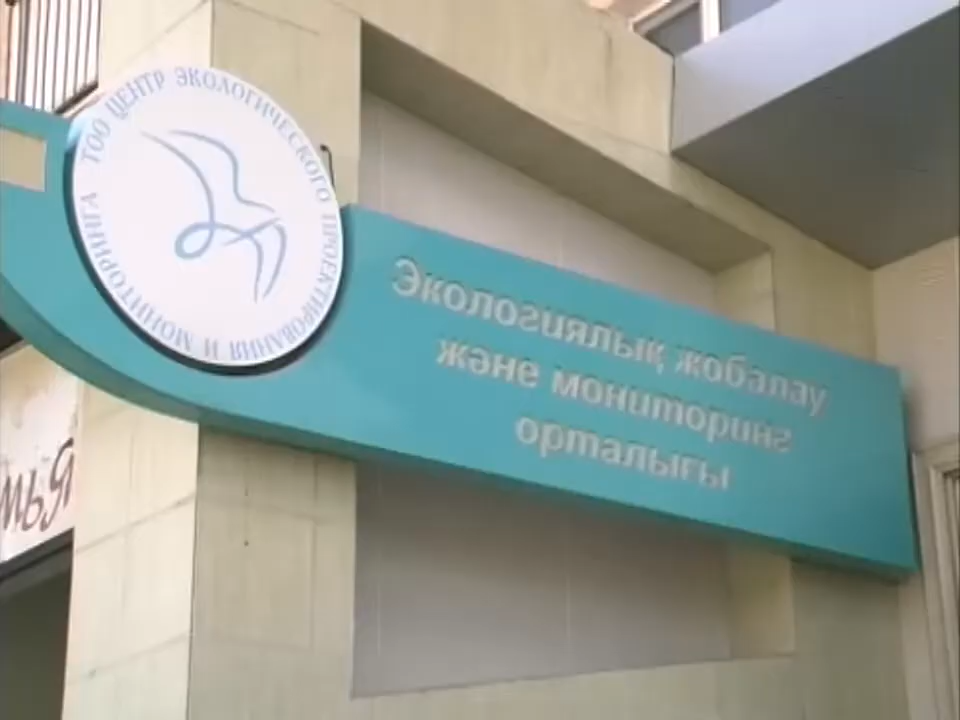 ТОО ЦЕНТР ЭКОЛОГИЧЕСКОГО ПРОЕКТИРОВАНИЯ И МОНИТОРИНГА
Экологиялық жобалау
және мониторинг
орталығы
мья